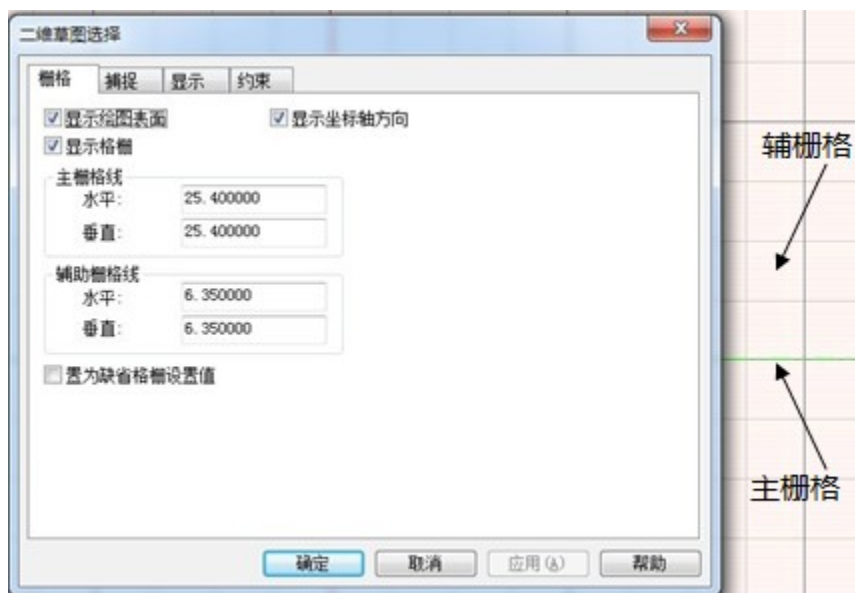 二维草图选择
栅格 捕捉 显示 约束
显示绘图表面 显示坐标轴方向
显示格栅
主栅格线
水平: 25.400000
垂直: 25.400000
辅助栅格线
水平: 6.350000
垂直: 6.350000
置为缺省格栅设置值
确定 取消 应用(A) 帮助
辅栅格
主栅格